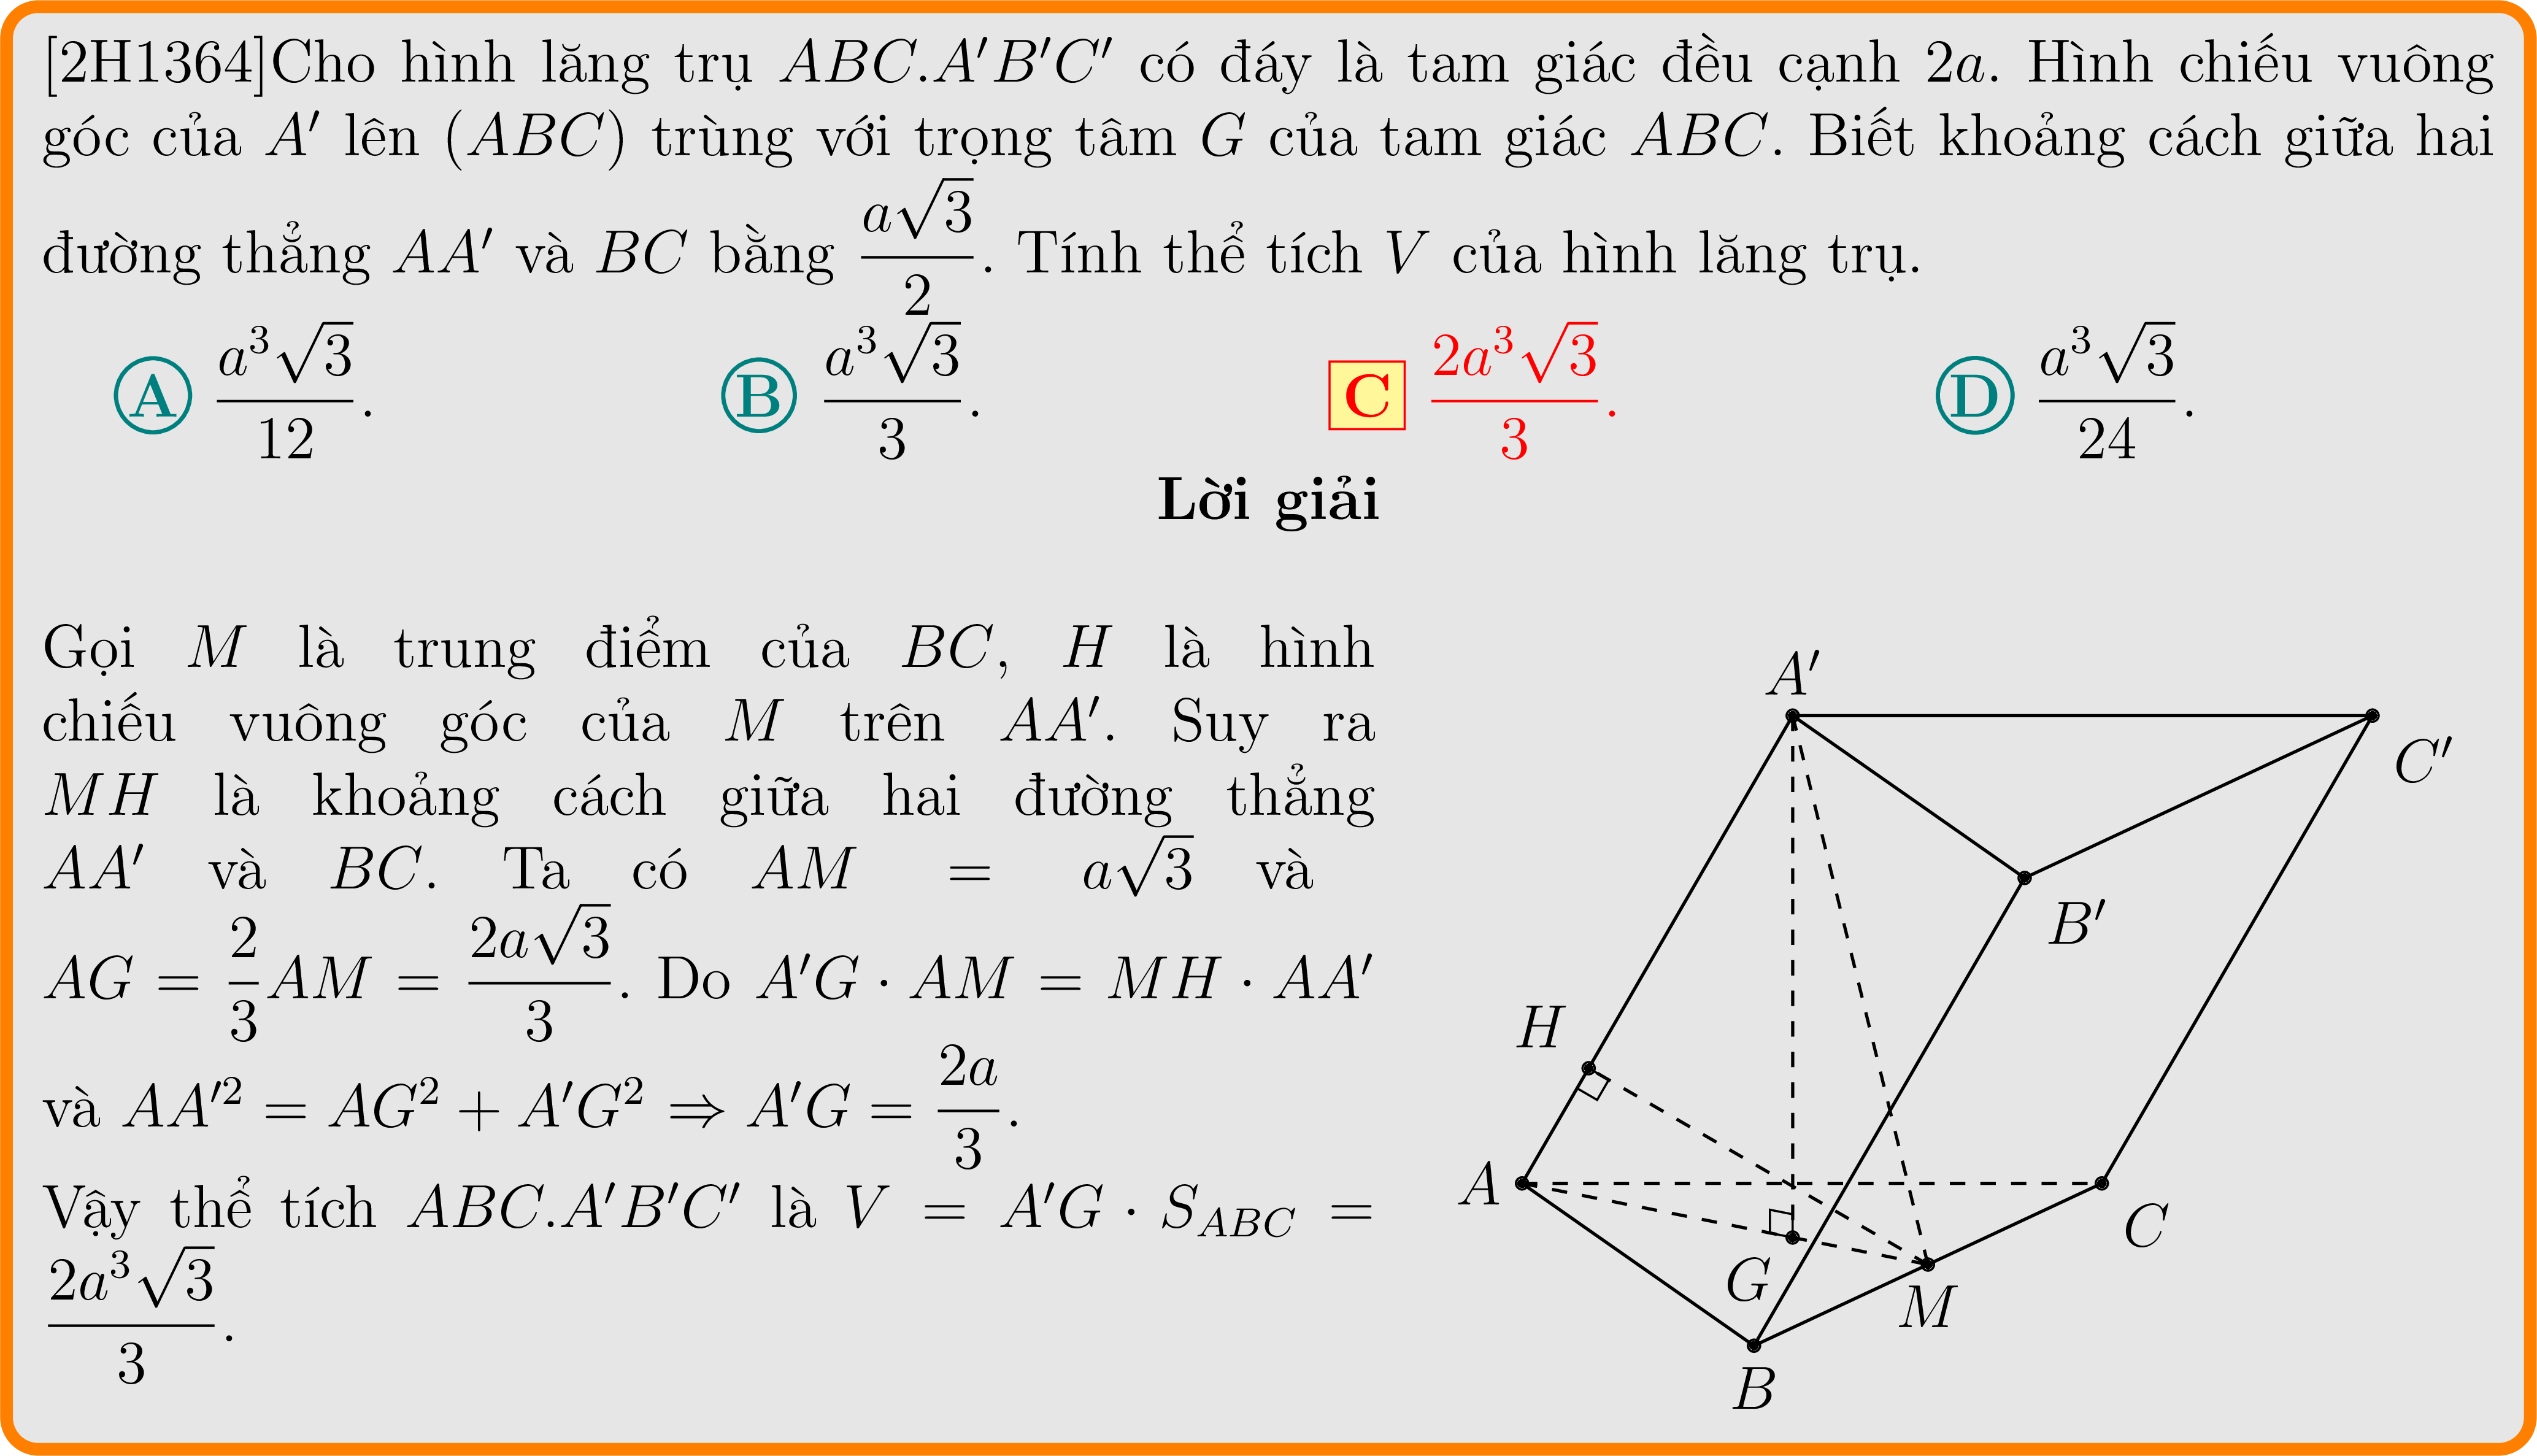 [2H1364]Cho hình lăng trụ ABC.A′B′C′ có đáy là tam giác đều cạnh 2a. Hình chiếu vuông
góc của A′ lên (ABC) trùng với trọng tâm G của tam giác ABC. Biết khoảng cách giữa hai
đường thẳng AA′ và BC bằng \frac{a\sqrt{3}}{2}. Tính thể tích V của hình lăng trụ.
A \frac{a^3\sqrt{3}}{12}. B \frac{a^3\sqrt{3}}{3}. C \frac{2a^3\sqrt{3}}{3}. D \frac{a^3\sqrt{3}}{24}.
Lời giải
Gọi M là trung điểm của BC, H là hình
chiếu vuông góc của M trên AA′. Suy ra
MH là khoảng cách giữa hai đường thẳng
AA′ và BC. Ta có AM = a\sqrt{3} và
AG = \frac{2}{3}AM = \frac{2a\sqrt{3}}{3}. Do A′G · AM = MH · AA′
và AA′^2 = AG^2 + A′G^2 ⇒ A′G = \frac{2a}{3}.
Vậy thể tích ABC.A′B′C′ là V = A′G · S_{ABC} =
\frac{2a^3\sqrt{3}}{3}.
A′
C′
B′
H
A
C
G
M
B